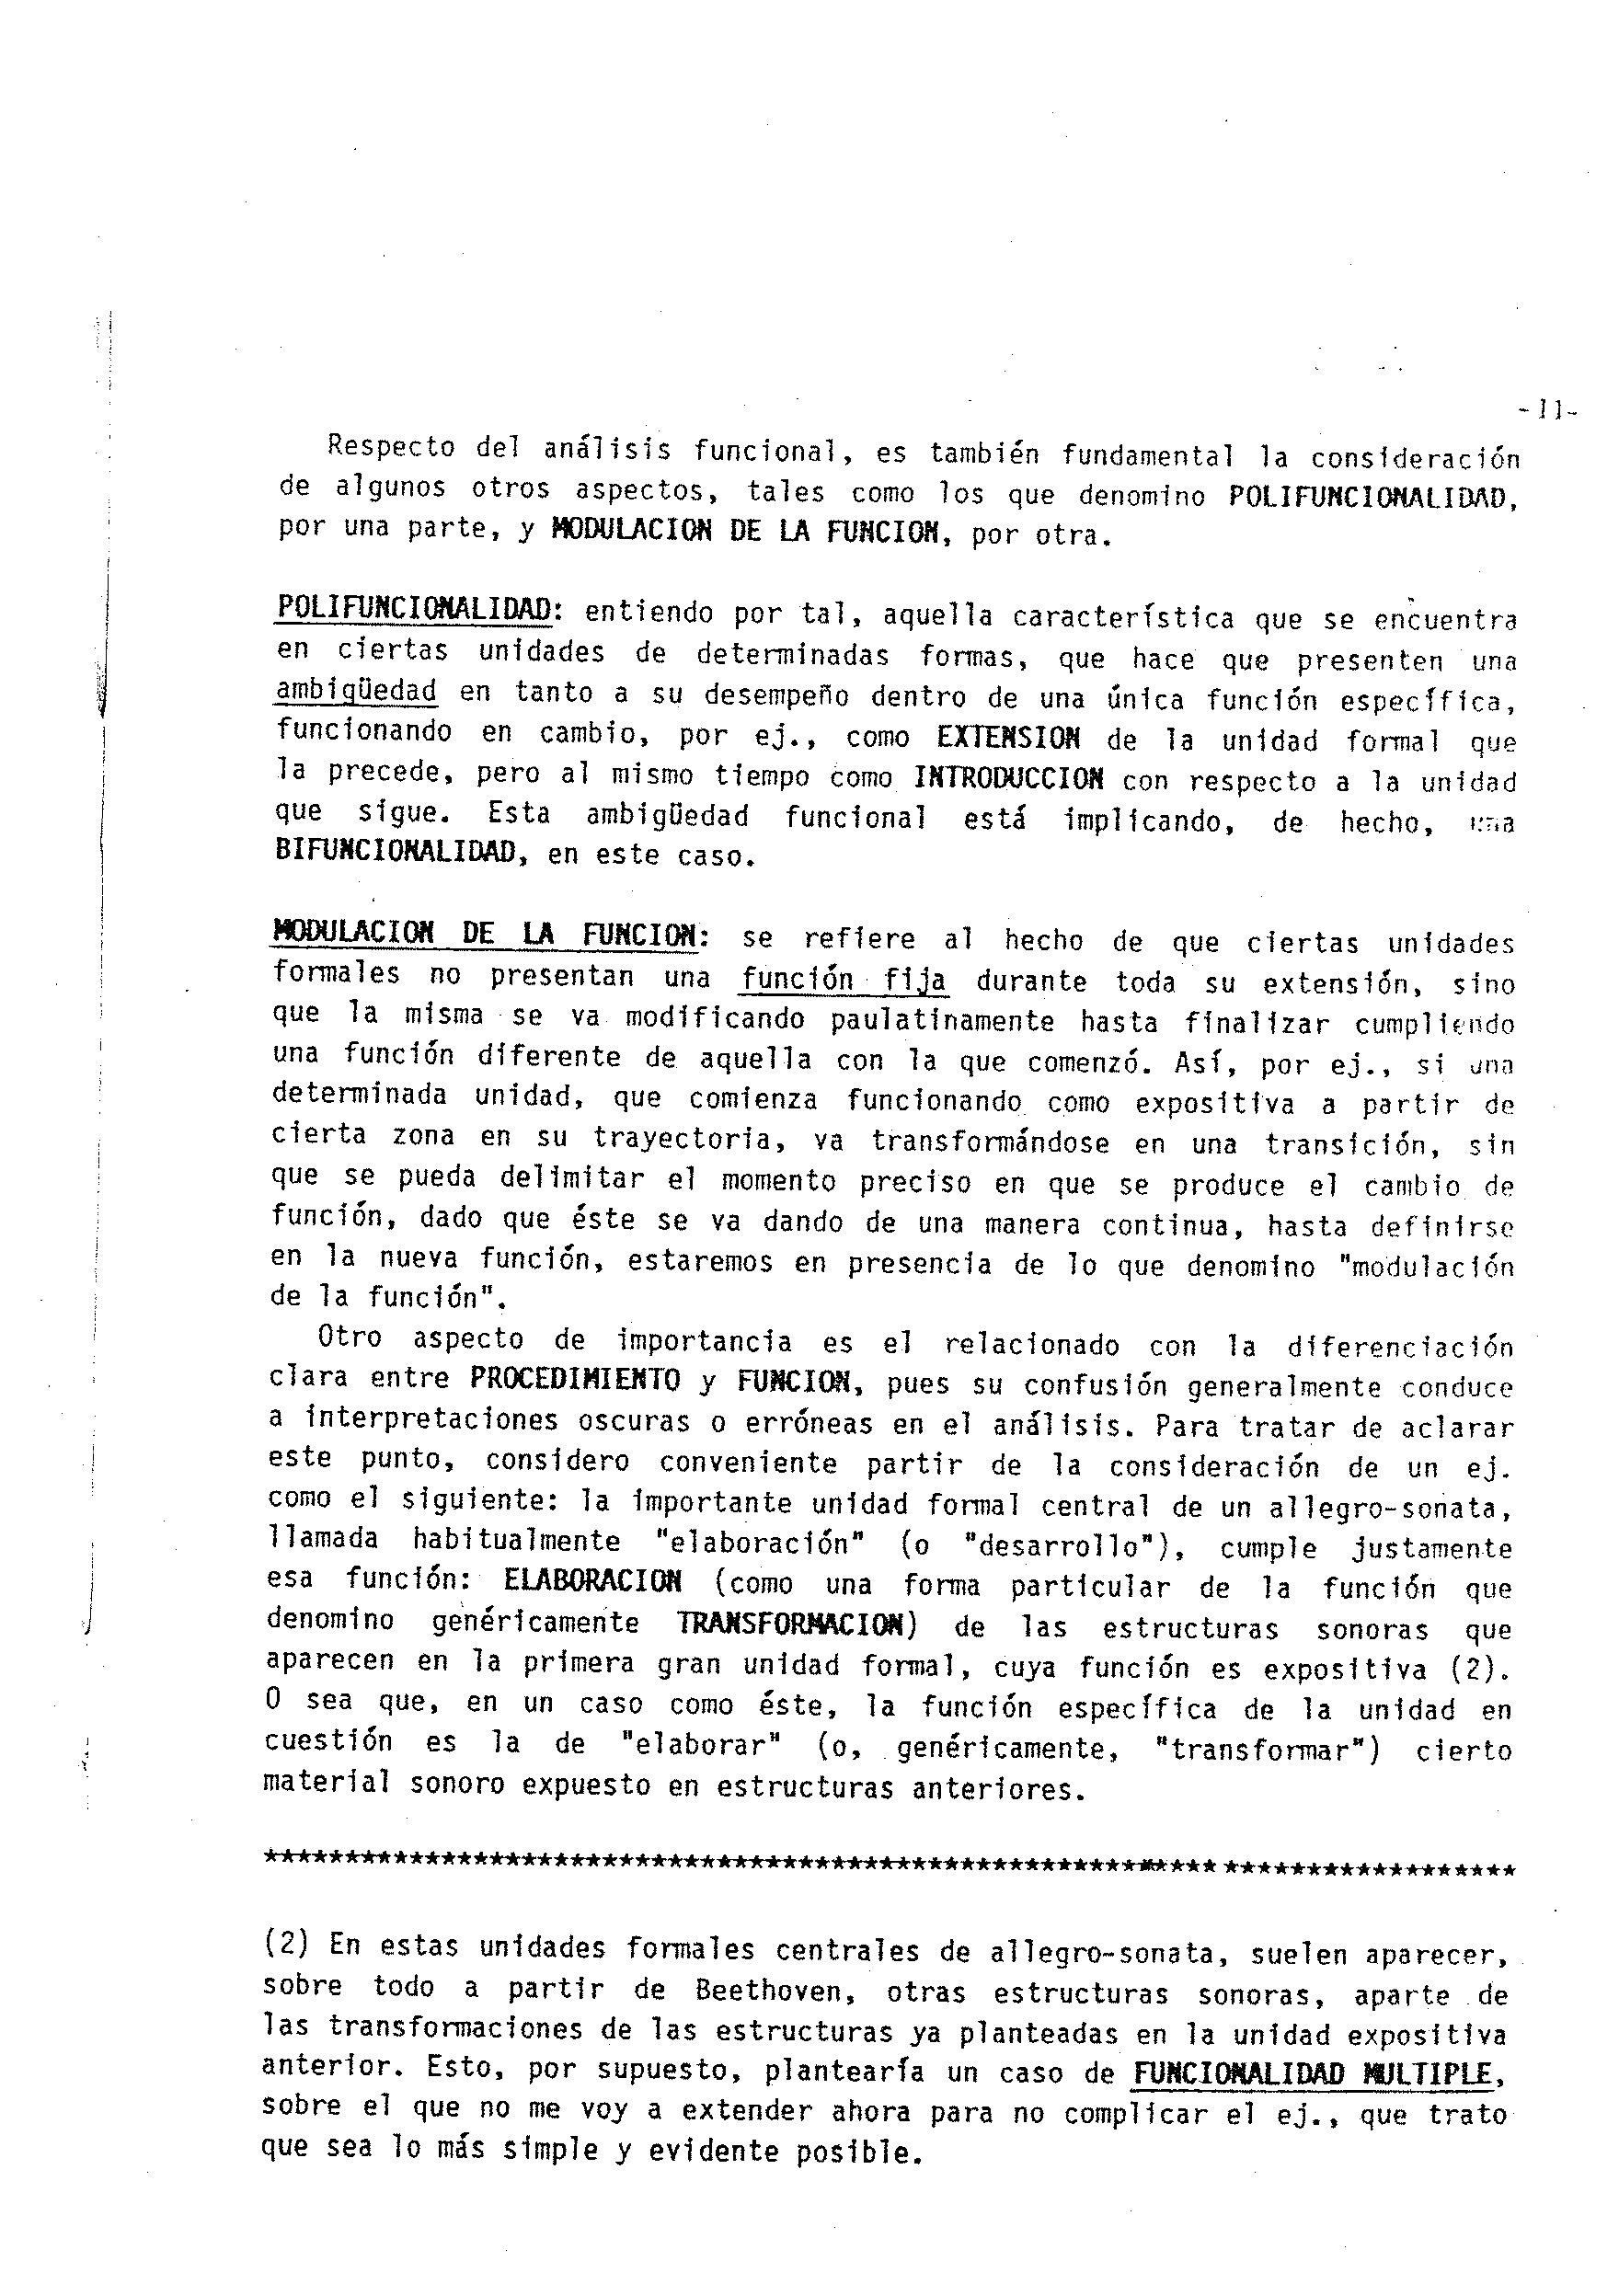 -11-
Respecto del análisis funcional, es también fundamental la consideración
de algunos otros aspectos, tales como los que denomino POLIFUNCIONALIDAD,
por una parte, y MODULACION DE LA FUNCION, por otra.
POLIFUNCIONALIDAD: entiendo por tal, aquella característica que se encuentra
en ciertas unidades de determinadas formas, que hace que presenten una
ambigüedad en tanto a su desempeño dentro de una única función específica,
funcionando en cambio, por ej., como EXTENSION de la unidad formal que
la precede, pero al mismo tiempo como INTRODUCCION con respecto a la unidad
que sigue. Esta ambigüedad funcional está implicando, de hecho, una
BIFUNCIONALIDAD, en este caso.
MODULACION DE LA FUNCION: se refiere al hecho de que ciertas unidades
formales no presentan una función fija durante toda su extensión, sino
que la misma se va modificando paulatinamente hasta finalizar cumpliendo
una función diferente de aquella con la que comenzó. Así, por ej., si una
determinada unidad, que comienza funcionando como expositiva a partir de
cierta zona en su trayectoria, va transformándose en una transición, sin
que se pueda delimitar el momento preciso en que se produce el cambio de
función, dado que éste se va dando de una manera continua, hasta definirse
en la nueva función, estaremos en presencia de lo que denomino "modulación
de la función".
Otro aspecto de importancia es el relacionado con la diferenciación
clara entre PROCEDIMIENTO y FUNCION, pues su confusión generalmente conduce
a interpretaciones oscuras o erróneas en el análisis. Para tratar de aclarar
este punto, considero conveniente partir de la consideración de un ej.
como el siguiente: la importante unidad formal central de un allegro-sonata,
llamada habitualmente "elaboración" (o "desarrollo"), cumple justamente
esa función: ELABORACION (como una forma particular de la función que
denomino genéricamente TRANSFORMACION) de las estructuras sonoras que
aparecen en la primera gran unidad formal, cuya función es expositiva (2).
O sea que, en un caso como éste, la función específica de la unidad en
cuestión es la de "elaborar" (o, genéricamente, "transformar") cierto
material sonoro expuesto en estructuras anteriores.
*****************************************************************************
(2) En estas unidades formales centrales de allegro-sonata, suelen aparecer,
sobre todo a partir de Beethoven, otras estructuras sonoras, aparte de
las transformaciones de las estructuras ya planteadas en la unidad expositiva
anterior. Esto, por supuesto, plantearía un caso de FUNCIONALIDAD MULTIPLE,
sobre el que no me voy a extender ahora para no complicar el ej., que trato
que sea lo más simple y evidente posible.